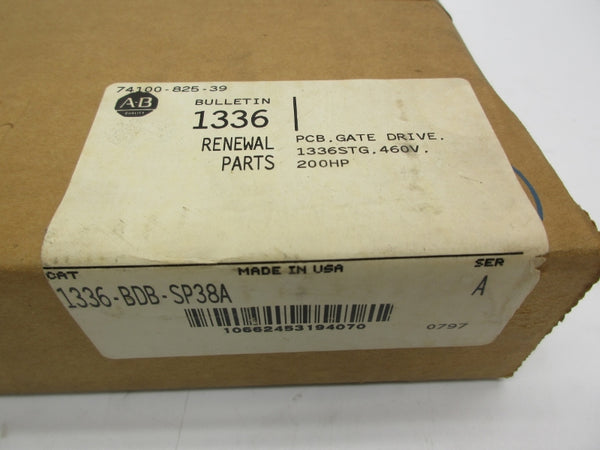 74100-825-39
A·B
QUALITY
BULLETIN
1336
RENEWAL
PARTS
PCB.GATE DRIVE.
1336STG.460V.
200HP
CAT
MADE IN USA
SER
1336-BDB-SP38A
A
10662453194070
0797